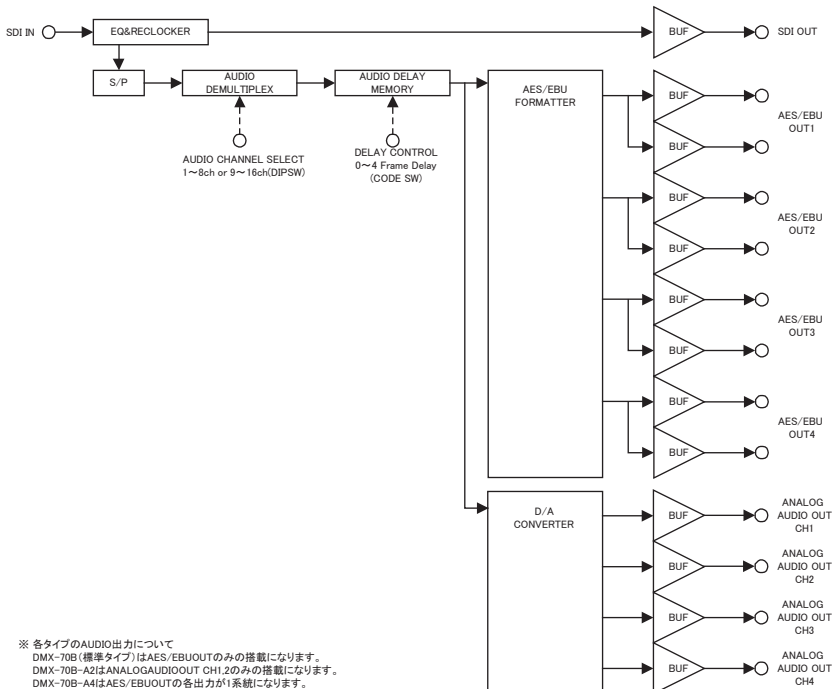 SDI IN
EQ&RECLOCKER
BUF
SDI OUT
S/P
AUDIO
DEMULTIPLEX
AUDIO DELAY
MEMORY
AES/EBU
FORMATTER
AUDIO CHANNEL SELECT
1～8ch or 9～16ch(DIPSW)
DELAY CONTROL
0～4 Frame Delay
(CODE SW)
BUF
BUF
AES/EBU
OUT1
BUF
BUF
AES/EBU
OUT2
BUF
BUF
AES/EBU
OUT3
BUF
BUF
AES/EBU
OUT4
D/A
CONVERTER
BUF
ANALOG
AUDIO OUT
CH1
BUF
ANALOG
AUDIO OUT
CH2
BUF
ANALOG
AUDIO OUT
CH3
BUF
ANALOG
AUDIO OUT
CH4
※ 各タイプのAUDIO出力について
DMX-70B(標準タイプ)はAES/EBUOUTのみの搭載になります。
DMX-70B-A2はANALOGAUDIOOUT CH1,2のみの搭載になります。
DMX-70B-A4はAES/EBUOUTの各出力が1系統になります。